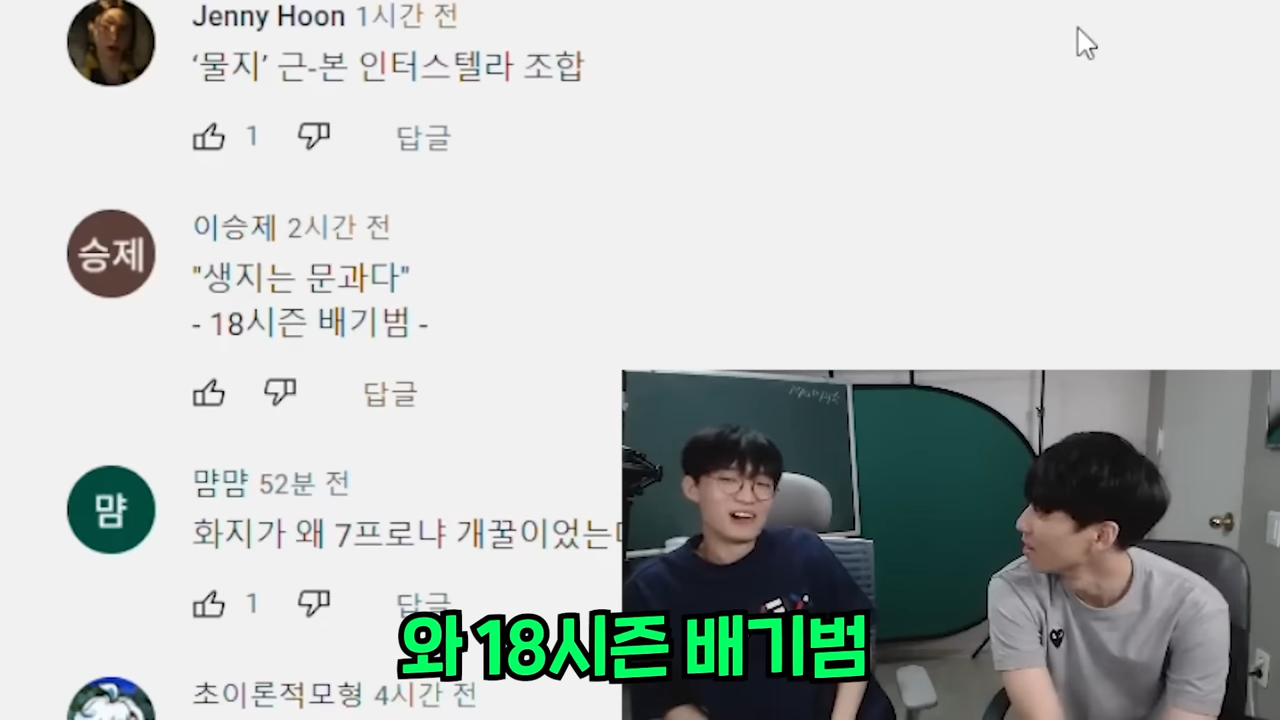 Jenny Hoon 1시간 전
‘물지’ 근-본 인터스텔라 조합
1
답글
승제
이승제 2시간 전
"생지는 문과다"
- 18시즌 배기범 -
답글
먐
먐먐 52분 전
화지가 왜 7프로냐 개꿀이었는데
1
답글
와 18시즌 배기범
초이론적모형 4시간 전